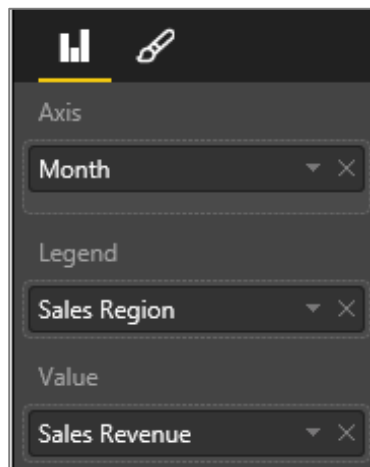 Axis
Month
Legend
Sales Region
Value
Sales Revenue